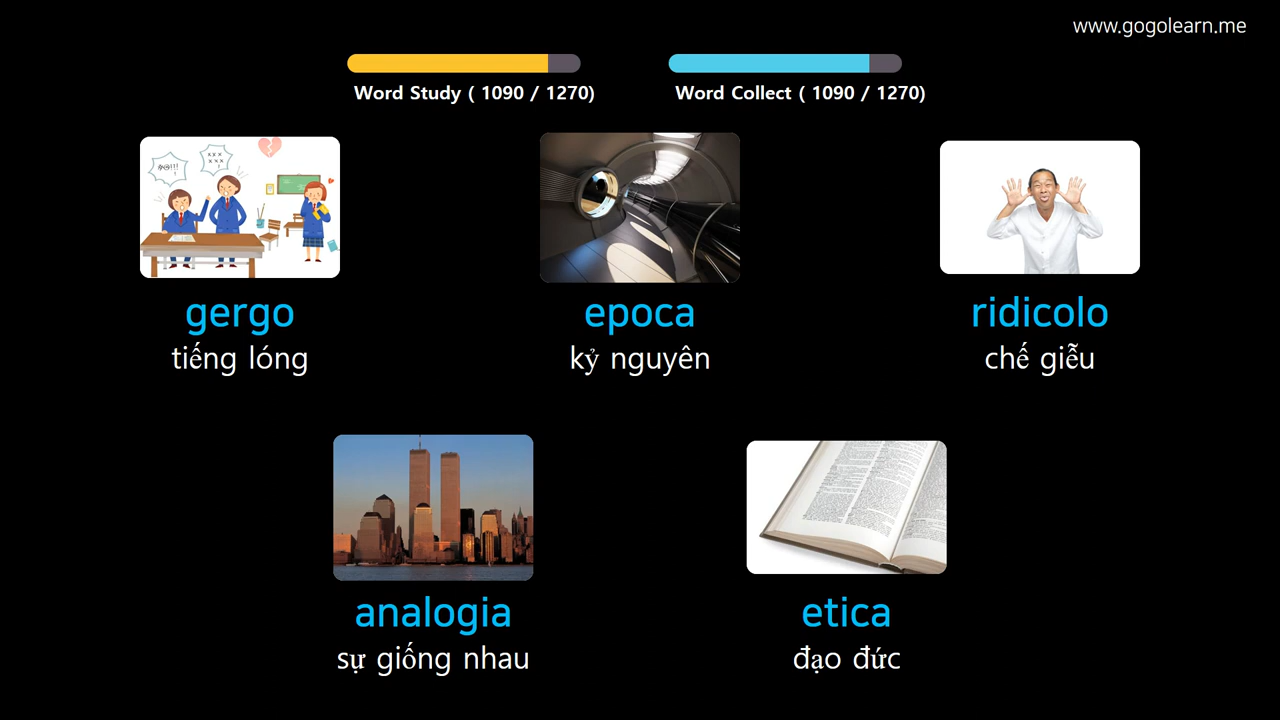 www.gogolearn.me
Word Study ( 1090 / 1270)
Word Collect ( 1090 / 1270)
gergo
tiếng lóng
epoca
kỷ nguyên
ridicolo
chế giễu
analogia
sự giống nhau
etica
đạo đức